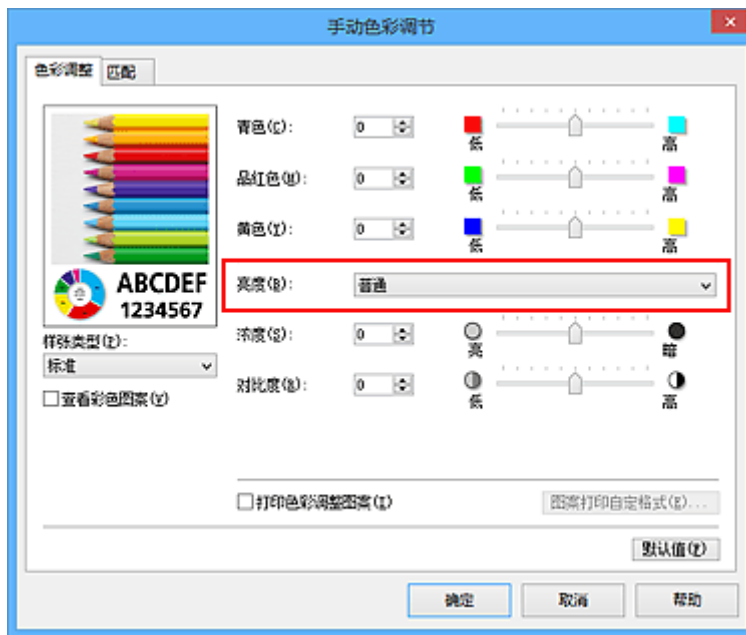 手动色彩调节
色彩调整 匹配
青色(C): 0 低 高
品红色(M): 0 低 高
黄色(Y): 0 低 高
ABCDEF
1234567
亮度(B): 普通
样张类型(P):
标准
浓度(S): 0 亮 暗
查看彩色图案(V)
对比度(R): 0 低 高
打印色彩调整图案(I) 图案打印自定格式(E)...
默认值(F)
确定 取消 帮助